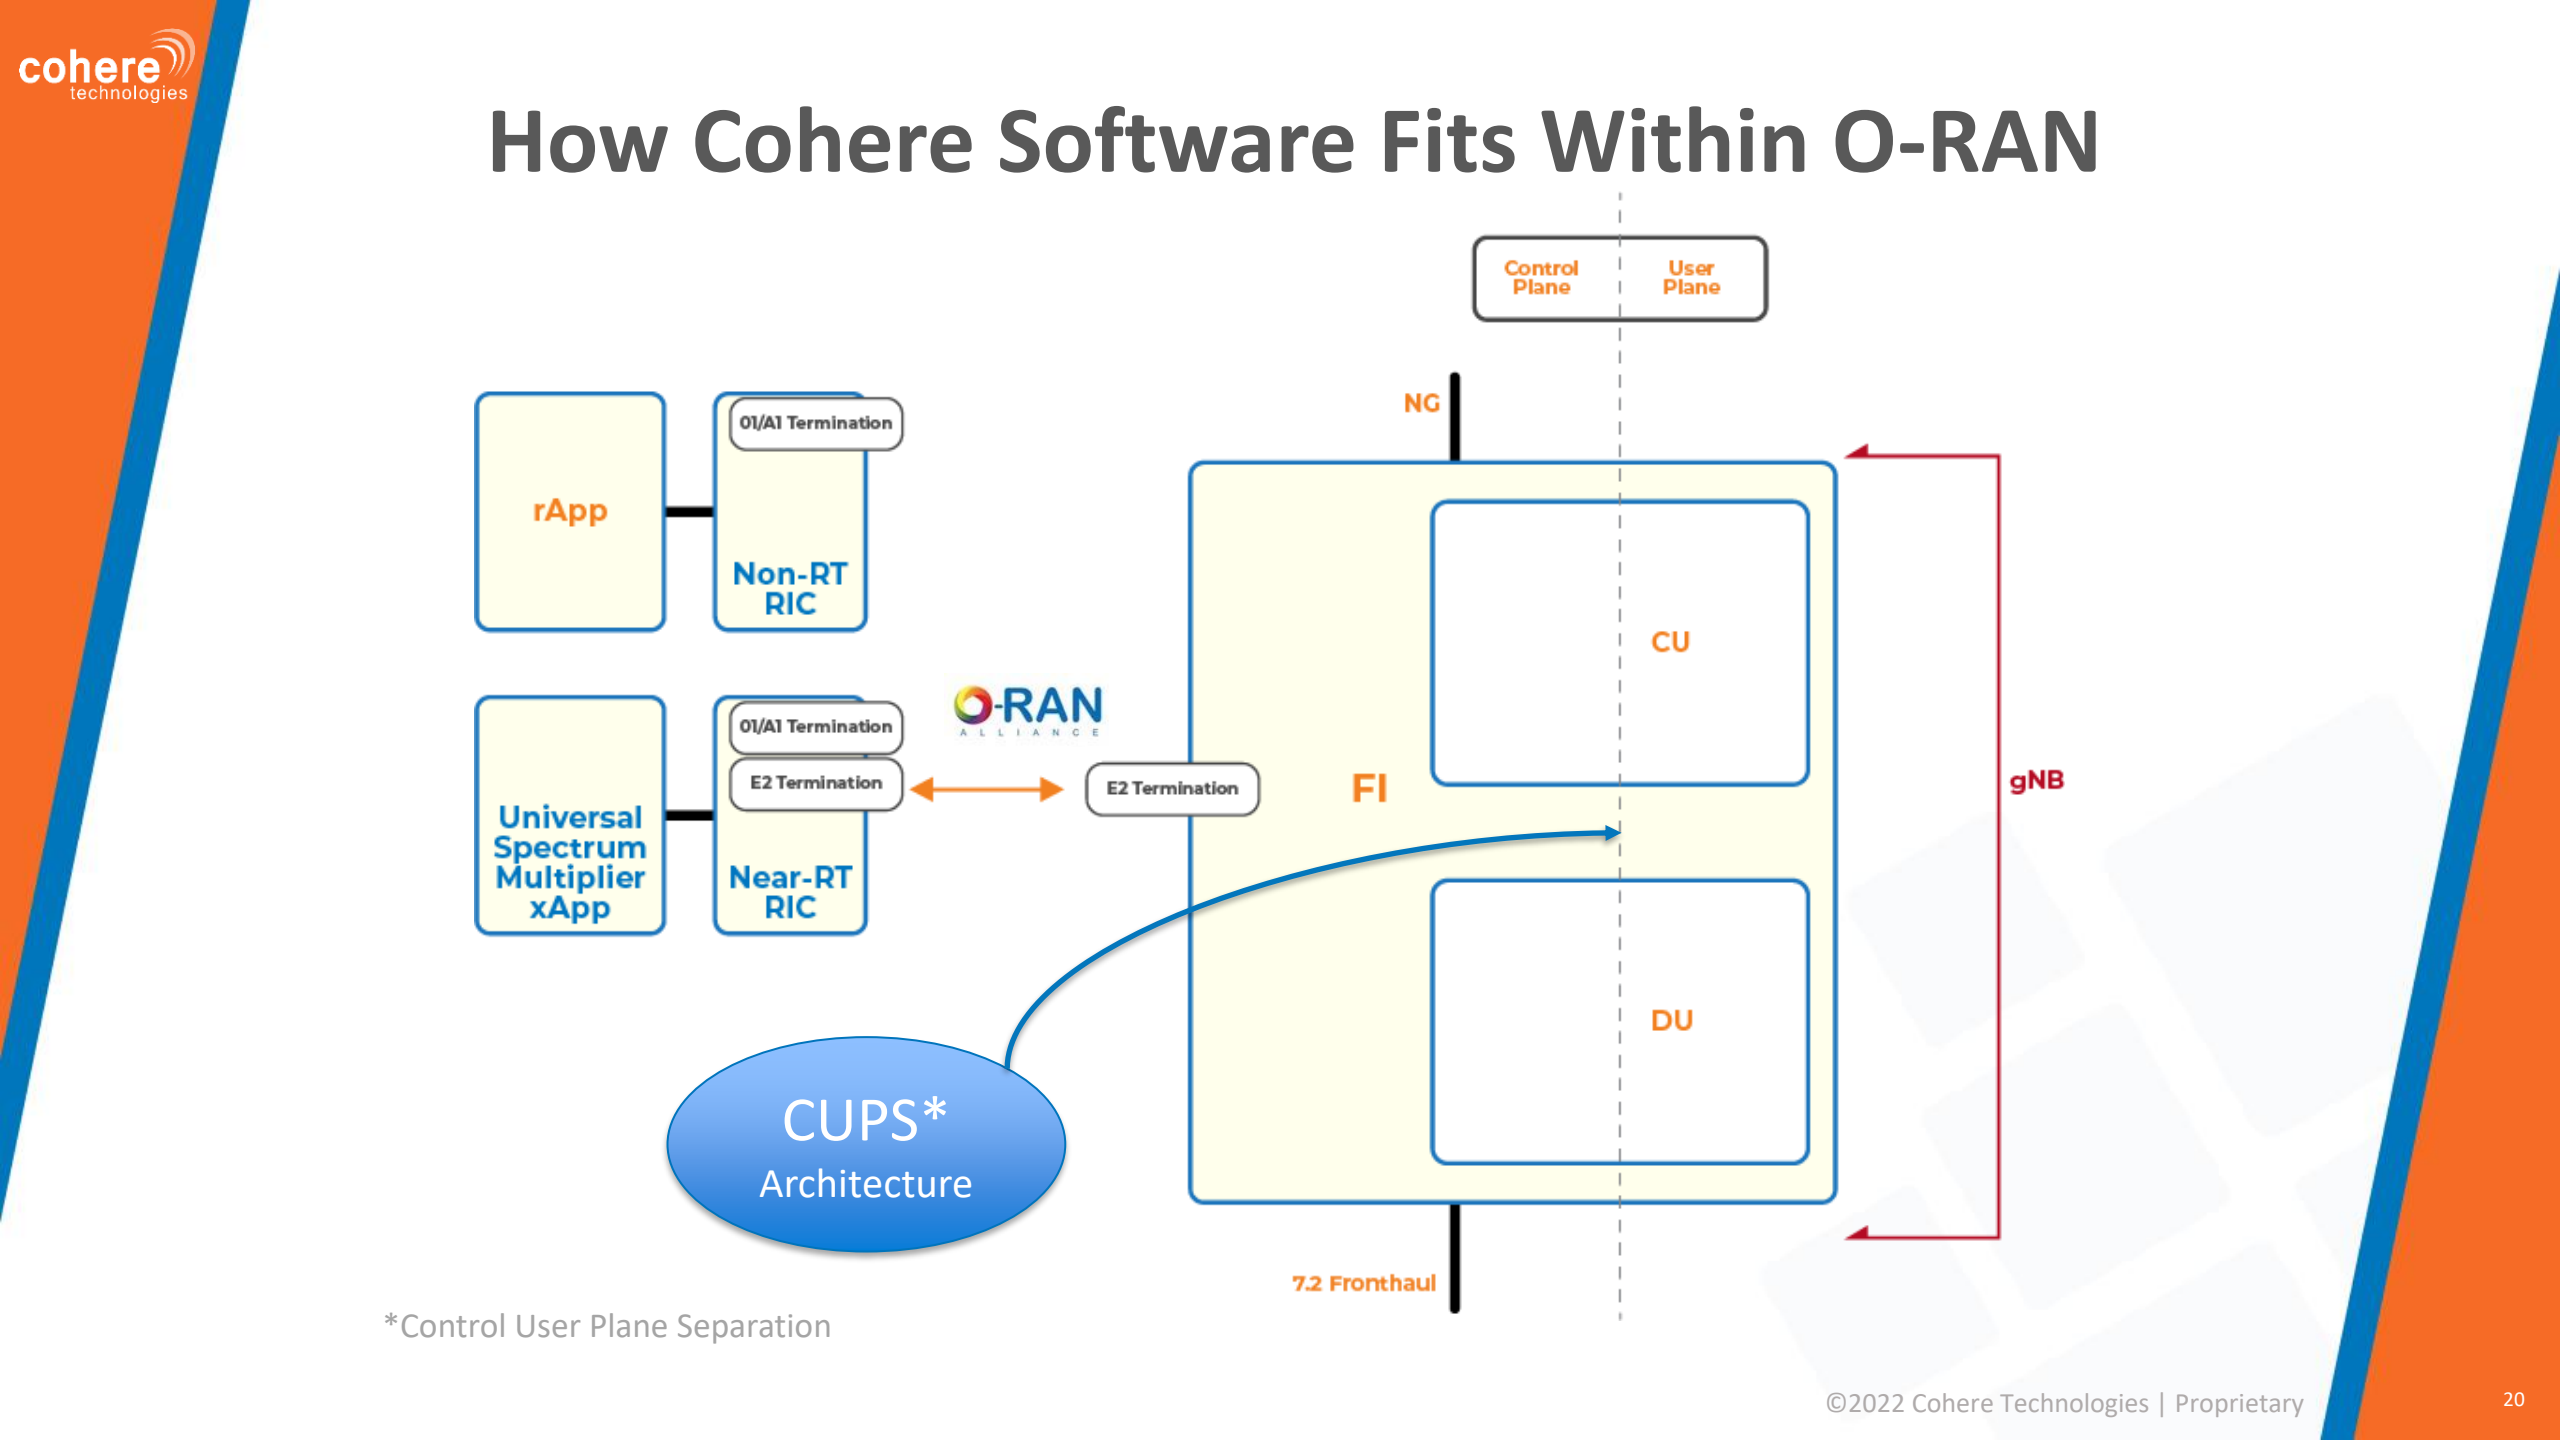 cohere
technologies
How Cohere Software Fits Within O-RAN
Control
Plane
User
Plane
NG
01/A1 Termination
rApp
Non-RT
RIC
CU
O-RAN
ALLIANCE
01/A1 Termination
E2 Termination
E2 Termination
FI
gNB
Universal
Spectrum
Multiplier
xApp
Near-RT
RIC
DU
CUPS*
Architecture
7.2 Fronthaul
*Control User Plane Separation
©2022 Cohere Technologies | Proprietary
20